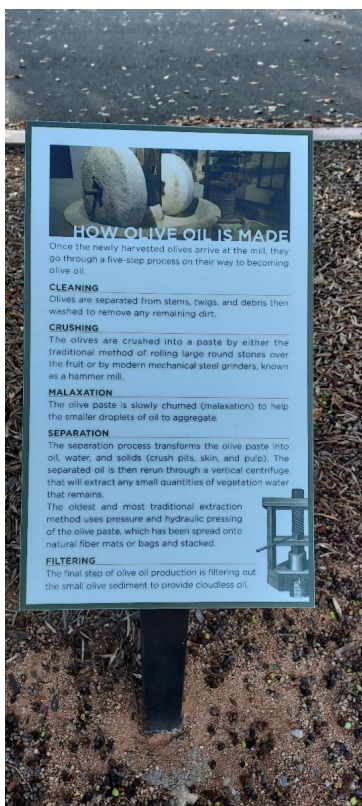 HOW OLIVE OIL IS MADE
Once the newly harvested olives arrive at the mill, they
go through a five-step process on their way to becoming
olive oil.
CLEANING
Olives are separated from stems, twigs, and debris then
washed to remove any remaining dirt.
CRUSHING
The olives are crushed into a paste by either the
traditional method of rolling large round stones over
the fruit or by modern mechanical steel grinders, known
as a hammer mill.
MALAXATION
The olive paste is slowly churned (malaxation) to help
the smaller droplets of oil to aggregate.
SEPARATION
The separation process transforms the olive paste into
oil, water, and solids (crush pits, skin, and pulp). The
separated oil is then rerun through a vertical centrifuge
that will extract any small quantities of vegetation water
that remains.
The oldest and most traditional extraction
method uses pressure and hydraulic pressing
of the olive paste, which has been spread onto
natural fiber mats or bags and stacked.
FILTERING
The final step of olive oil production is filtering out
the small olive sediment to provide cloudless oil.